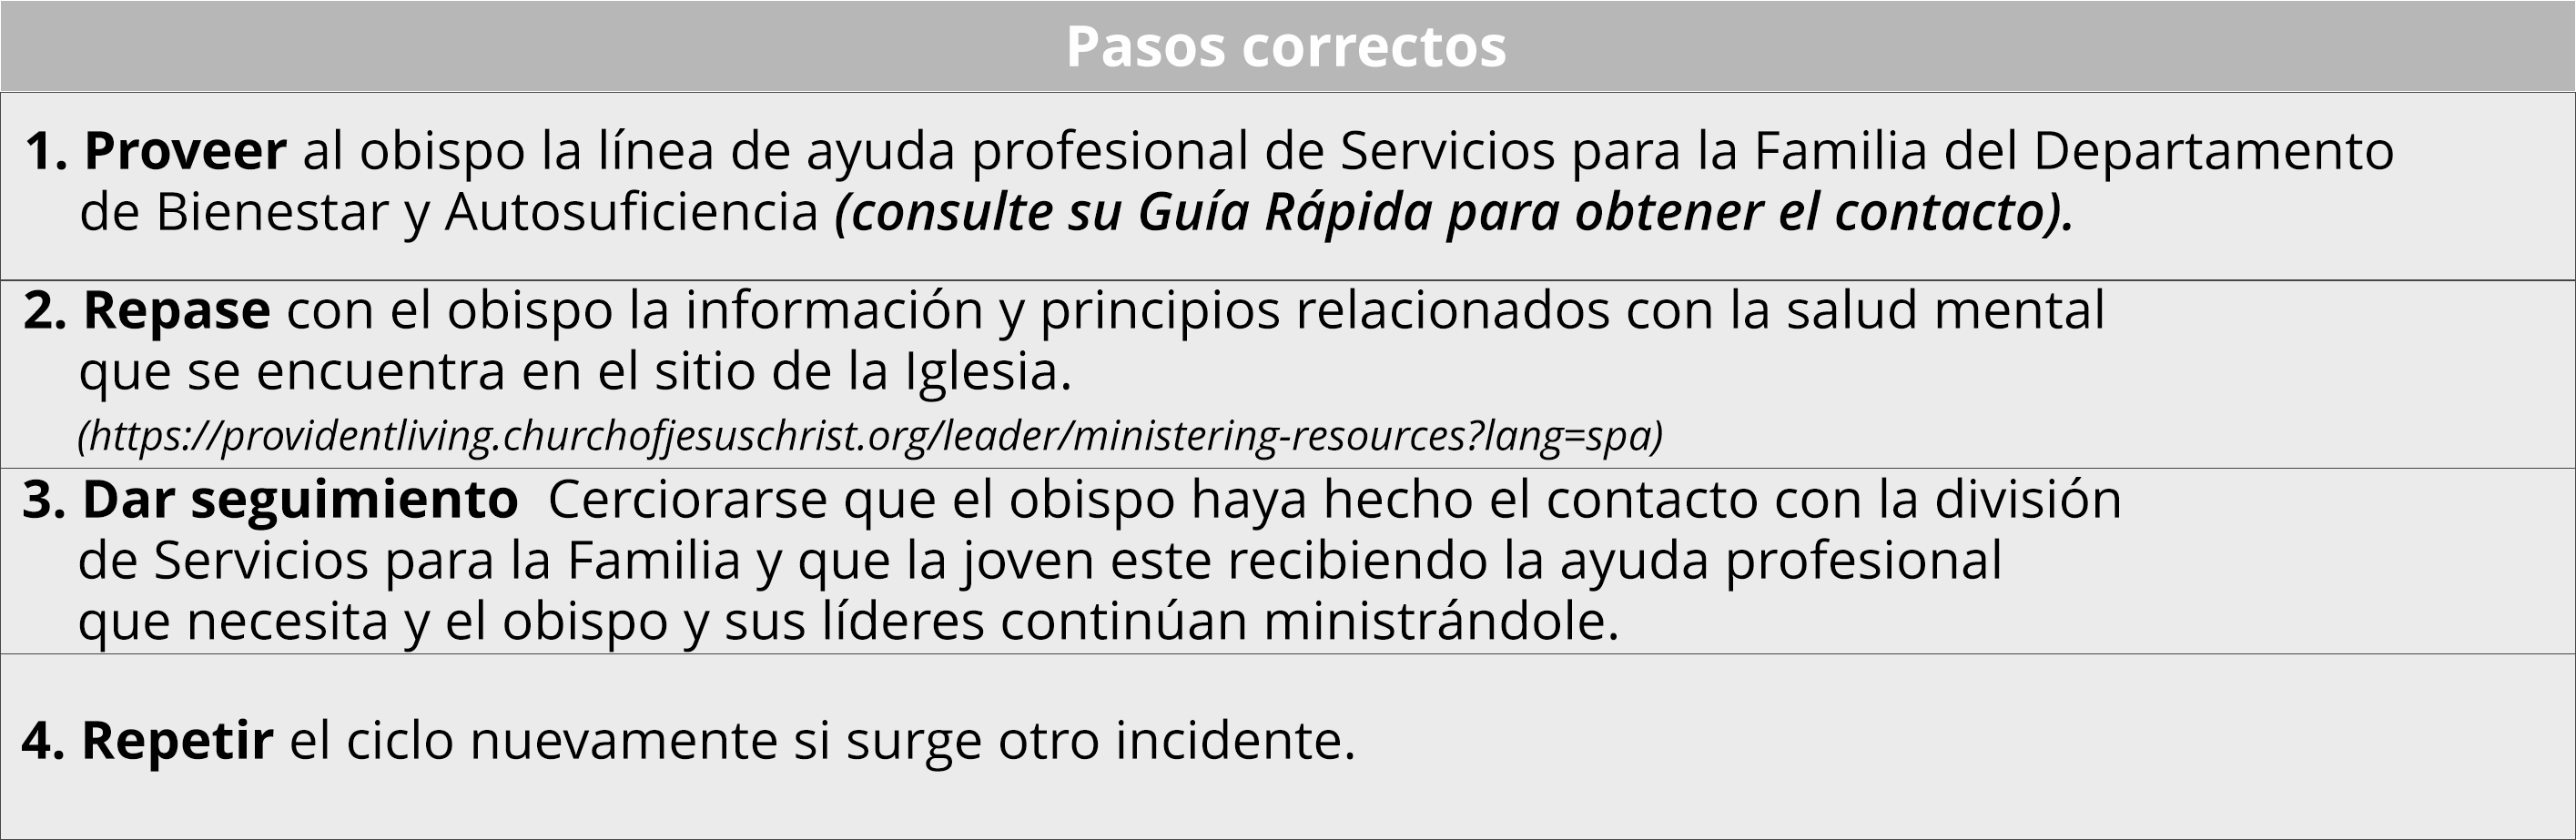 Pasos correctos
1. Proveer al obispo la línea de ayuda profesional de Servicios para la Familia del Departamento
de Bienestar y Autosuficiencia (consulte su Guía Rápida para obtener el contacto).
2. Repase con el obispo la información y principios relacionados con la salud mental
que se encuentra en el sitio de la Iglesia.
(https://providentliving.churchofjesuschrist.org/leader/ministering-resources?lang=spa)
3. Dar seguimiento  Cerciorarse que el obispo haya hecho el contacto con la división
de Servicios para la Familia y que la joven este recibiendo la ayuda profesional
que necesita y el obispo y sus líderes continúan ministrándole.
4. Repetir el ciclo nuevamente si surge otro incidente.